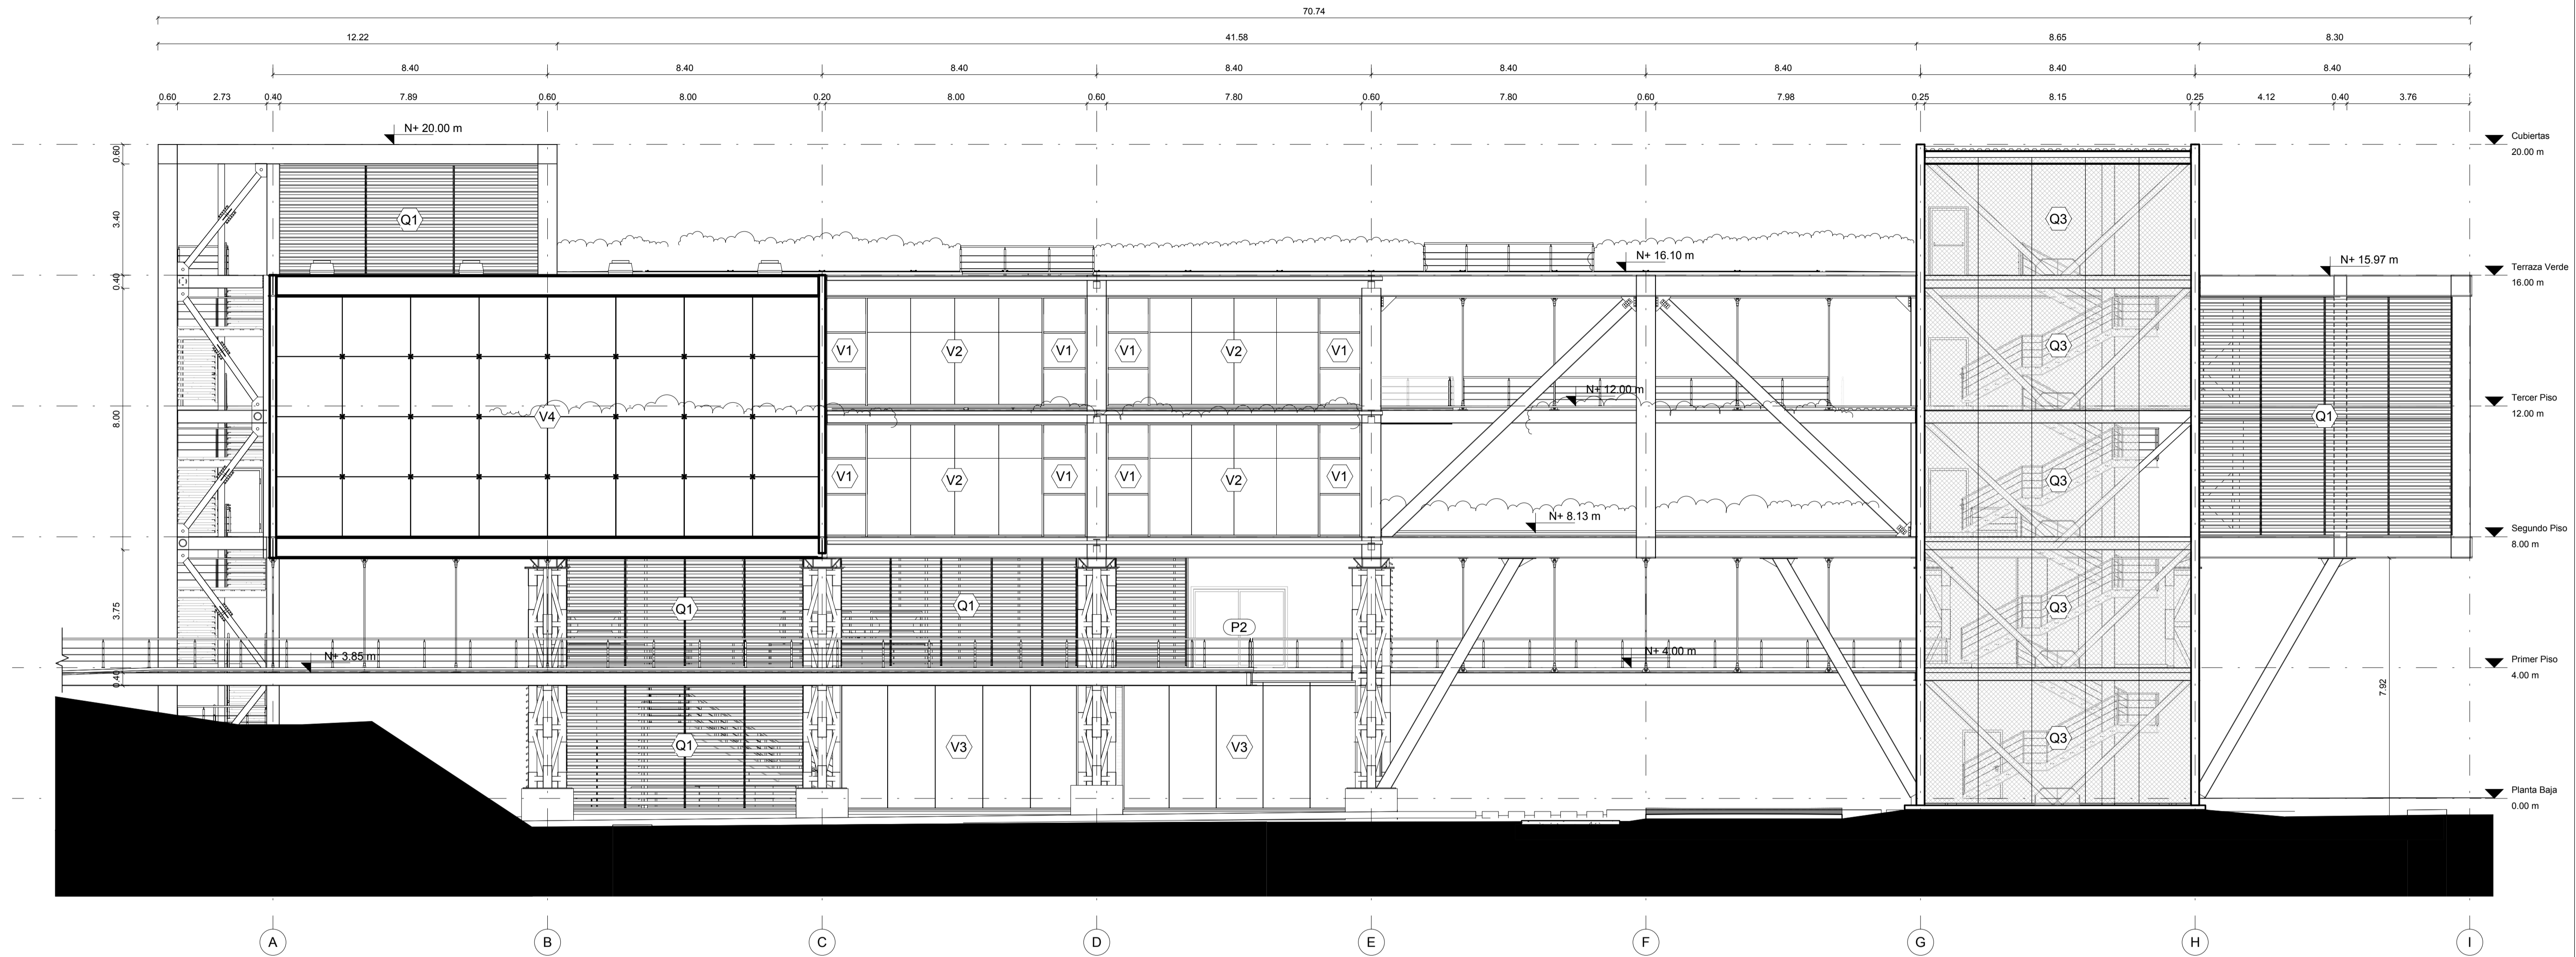 70.74
12.22 41.58 8.65 8.30
8.40 8.40 8.40 8.40 8.40 8.40 8.40 8.40
0.60 2.73 0.40 7.89 0.60 8.00 0.20 8.00 0.60 7.80 0.60 7.80 0.60 7.98 0.25 8.15 0.25 4.12 0.40 3.76
N+ 20.00 m
Cubiertas
20.00 m
0.60
3.40
Q1
Q3
N+ 16.10 m
N+ 15.97 m
Terraza Verde
16.00 m
0.40
V1 V2 V1 V1 V2 V1
Q3
N+ 12.00 m
Tercer Piso
12.00 m
8.00
V4
Q1
V1 V2 V1 V1 V2 V1
Q3
N+ 8.13 m
Segundo Piso
8.00 m
3.75
Q1
Q1
P2
Q3
N+ 3.85 m
N+ 4.00 m
Primer Piso
4.00 m
0.40
7.92
Q1
V3
V3
Q3
Planta Baja
0.00 m
A B C D E F G H I